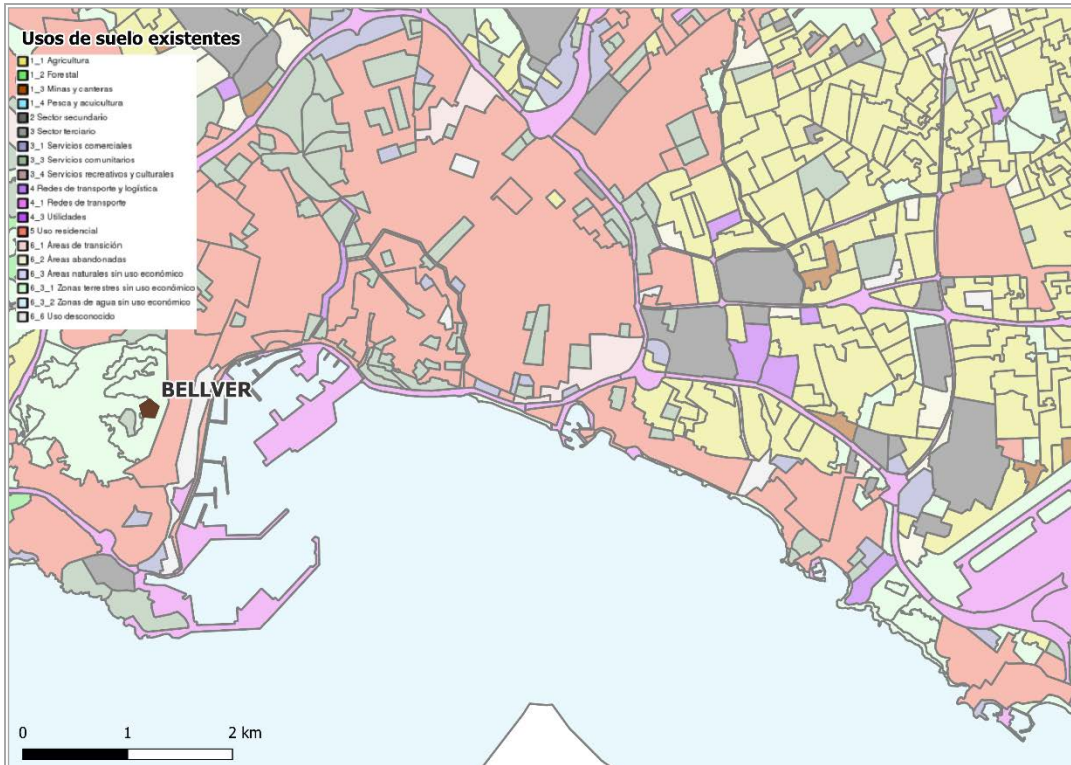 Usos de suelo existentes
1_1 Agricultura
1_2 Forestal
1_3 Minas y canteras
1_4 Pesca y acuicultura
2 Sector secundario
3 Sector terciario
3_1 Servicios comerciales
3_3 Servicios comunitarios
3_4 Servicios recreativos y culturales
4 Redes de transporte y logística
4_1 Redes de transporte
4_3 Utilidades
5 Uso residencial
6_1 Áreas de transición
6_2 Áreas abandonadas
6_3 Áreas naturales sin uso económico
6_3_1 Zonas terrestres sin uso económico
6_3_2 Zonas de agua sin uso económico
6_6 Uso desconocido
BELLVER
0 1 2 km